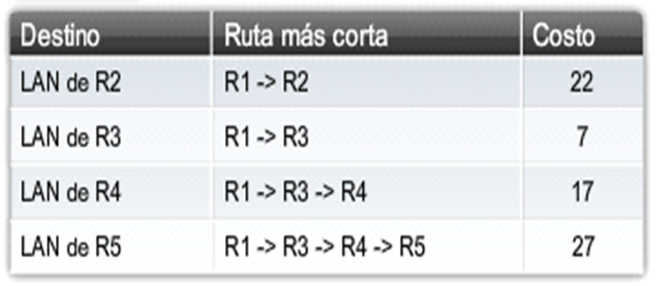 Destino Ruta más corta Costo
LAN de R2 R1 -> R2 22
LAN de R3 R1 -> R3 7
LAN de R4 R1 -> R3 -> R4 17
LAN de R5 R1 -> R3 -> R4 -> R5 27